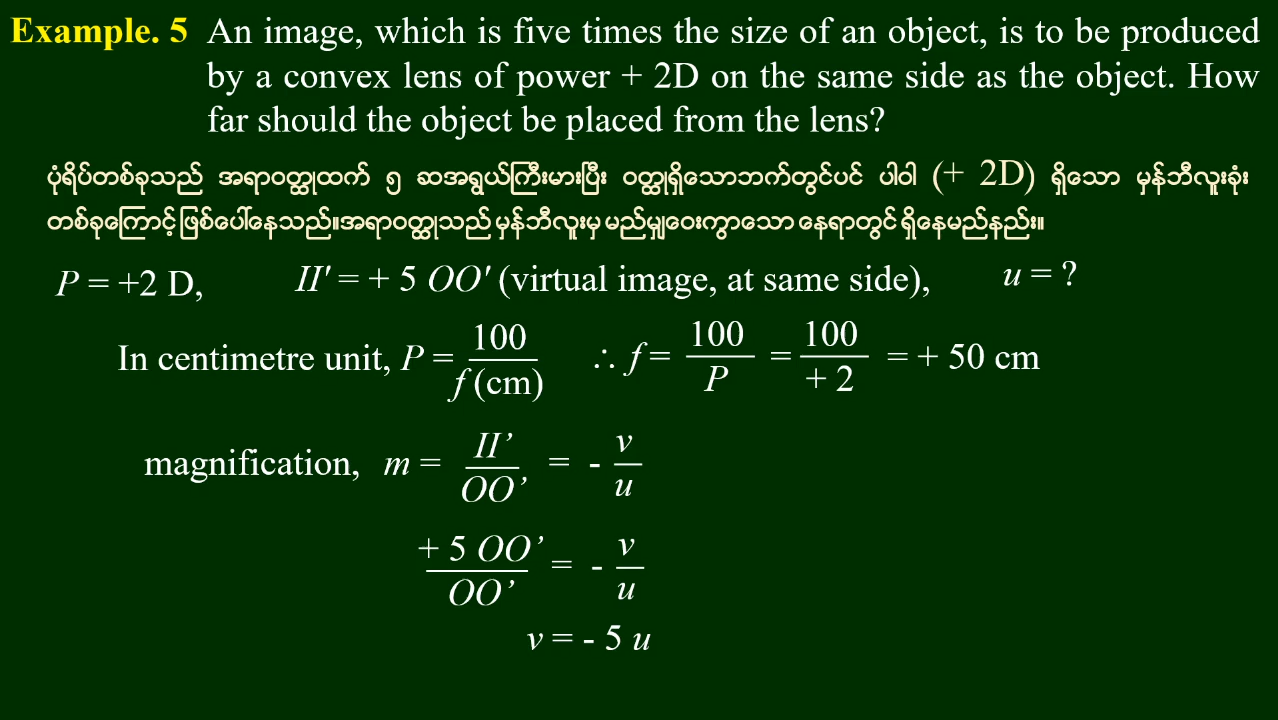 Example. 5 An image, which is five times the size of an object, is to be produced
by a convex lens of power + 2D on the same side as the object. How
far should the object be placed from the lens?
ပုံရိပ်တစ်ခုသည် အရာဝတ္ထုထက် ၅ ဆအရွယ်ကြီးမားပြီး ဝတ္ထုရှိသောဘက်တွင်ပင် ပါဝါ (+ 2D) ရှိသော မှန်ဘီလူးခုံး
တစ်ခုကြောင့်ဖြစ်ပေါ်နေသည်။အရာဝတ္ထုသည် မှန်ဘီလူးမှ မည်မျှဝေးကွာသော နေရာတွင် ရှိနေမည်နည်း။
P = +2 D, II' = + 5 OO' (virtual image, at same side), u = ?
In centimetre unit, P = 100 / f (cm) ∴ f = 100 / P = 100 / + 2 = + 50 cm
magnification, m = II’ / OO’ = - v / u
+ 5 OO’ / OO’ = - v / u
v = - 5 u